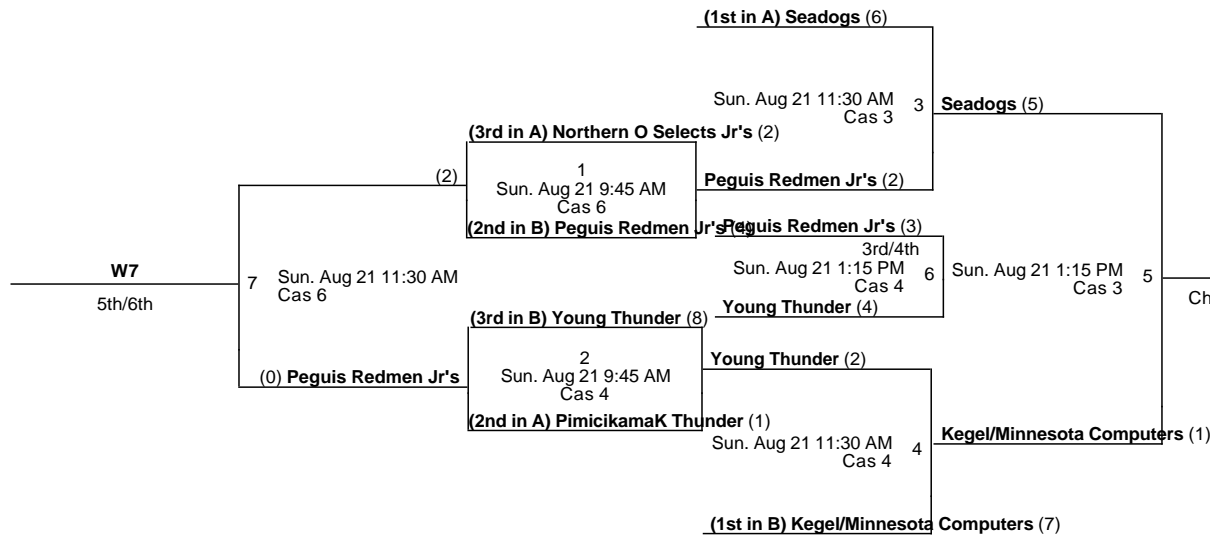 (1st in A) Seadogs (6)
Sun. Aug 21 11:30 AM
Cas 3
3
Seadogs (5)
(3rd in A) Northern O Selects Jr's (2)
(2)
1
Sun. Aug 21 9:45 AM
Cas 6
Peguis Redmen Jr's (2)
(2nd in B) Peguis Redmen Jr's (4)
Peguis Redmen Jr's (3)
3rd/4th
W7
5th/6th
7
Sun. Aug 21 11:30 AM
Cas 6
Sun. Aug 21 1:15 PM
Cas 4
6
Sun. Aug 21 1:15 PM
Cas 3
5
Ch
Young Thunder (4)
(3rd in B) Young Thunder (8)
2
Sun. Aug 21 9:45 AM
Cas 4
Young Thunder (2)
(0) Peguis Redmen Jr's
(2nd in A) PimicikamaK Thunder (1)
Sun. Aug 21 11:30 AM
Cas 4
4
Kegel/Minnesota Computers (1)
(1st in B) Kegel/Minnesota Computers (7)